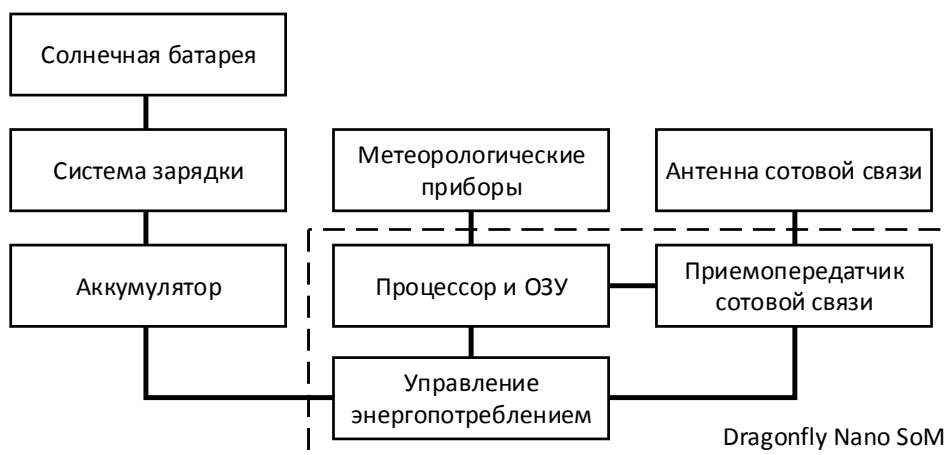 Солнечная батарея
Система зарядки
Метеорологические
приборы
Антенна сотовой связи
Аккумулятор
Процессор и ОЗУ
Приемопередатчик
сотовой связи
Управление
энергопотреблением
Dragonfly Nano SoM